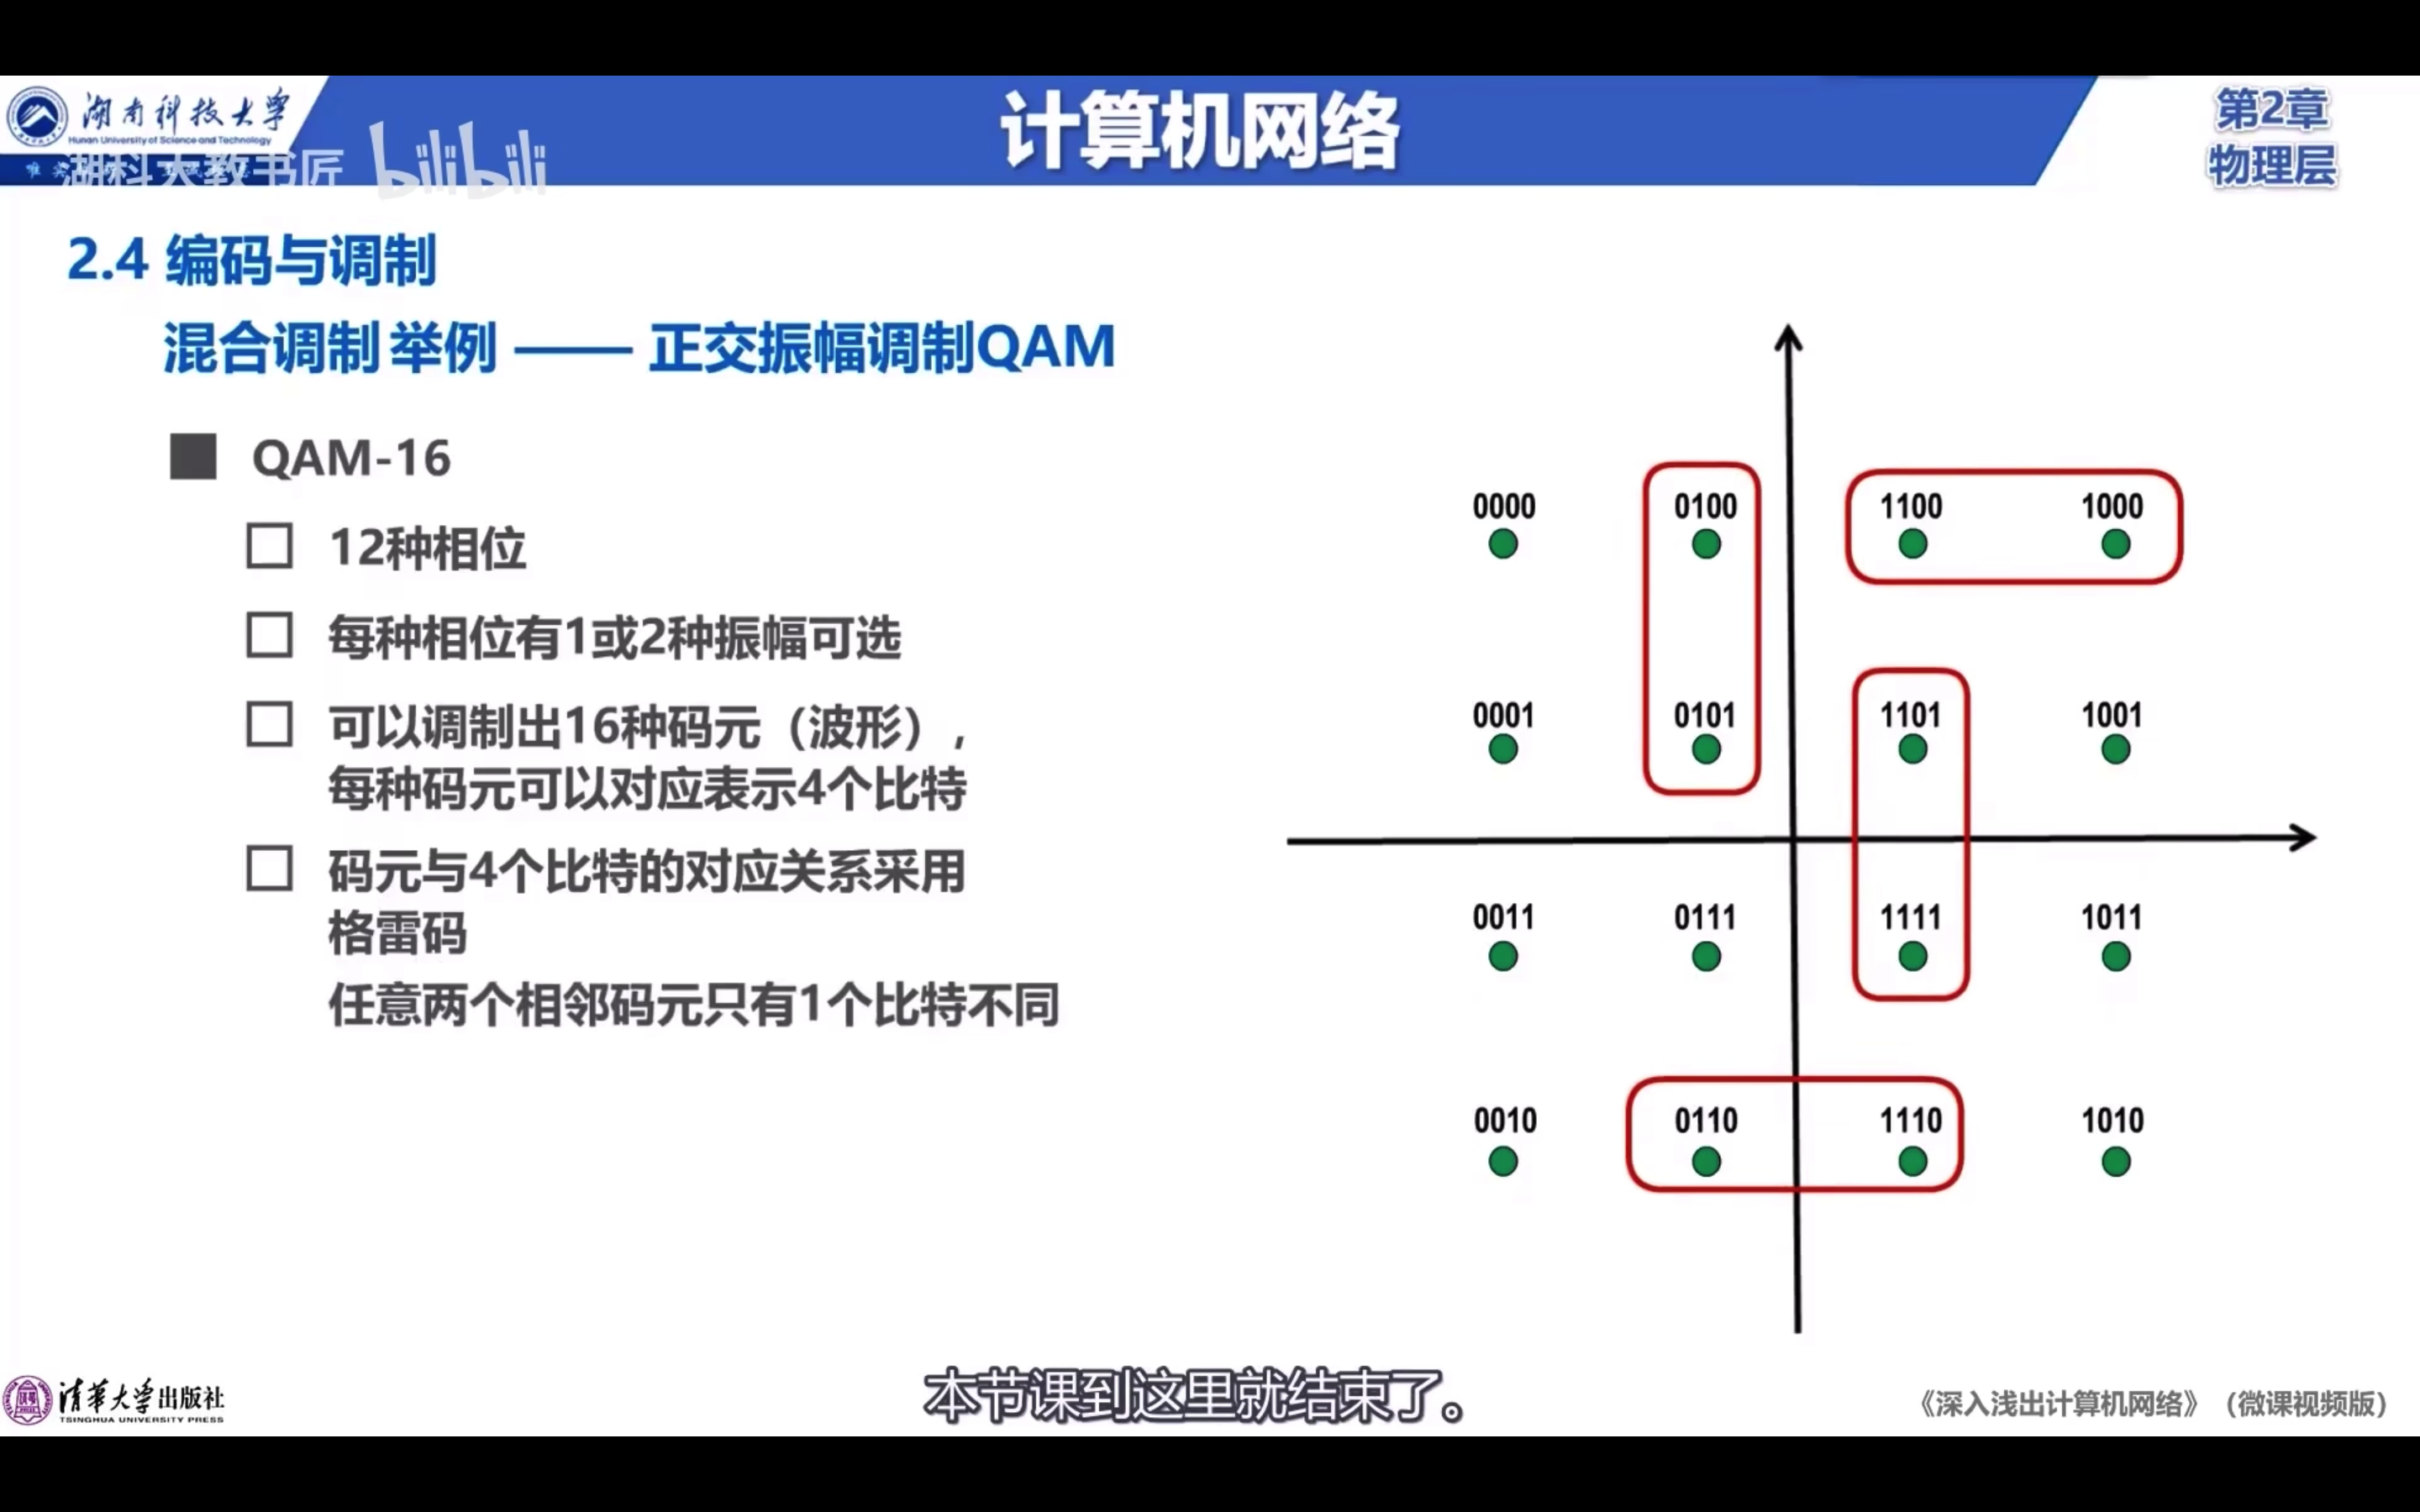 湖南科技大学
Hunan University of Science and Technology
湖科大教书匠 bilibili
计算机网络
第2章
物理层
2.4 编码与调制
混合调制 举例 —— 正交振幅调制QAM
QAM-16
12种相位
每种相位有1或2种振幅可选
可以调制出16种码元（波形）,
每种码元可以对应表示4个比特
码元与4个比特的对应关系采用
格雷码
任意两个相邻码元只有1个比特不同
0000 0100 1100 1000
0001 0101 1101 1001
0011 0111 1111 1011
0010 0110 1110 1010
本节课到这里就结束了。
清华大学出版社
TSINGHUA UNIVERSITY PRESS
《深入浅出计算机网络》（微课视频版）